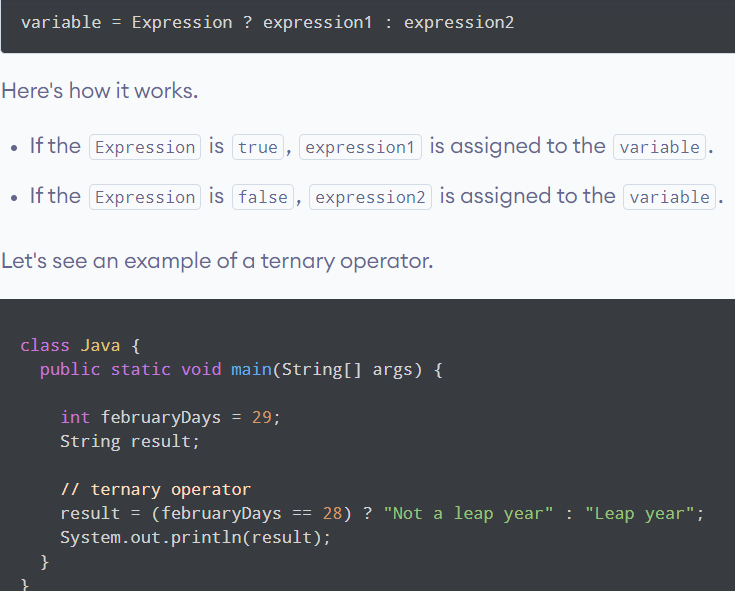 variable = Expression ? expression1 : expression2
Here's how it works.
• If the Expression is true, expression1 is assigned to the variable.
• If the Expression is false, expression2 is assigned to the variable.
Let's see an example of a ternary operator.
class Java {
  public static void main(String[] args) {
    int februaryDays = 29;
    String result;
    // ternary operator
    result = (februaryDays == 28) ? "Not a leap year" : "Leap year";
    System.out.println(result);
  }
}